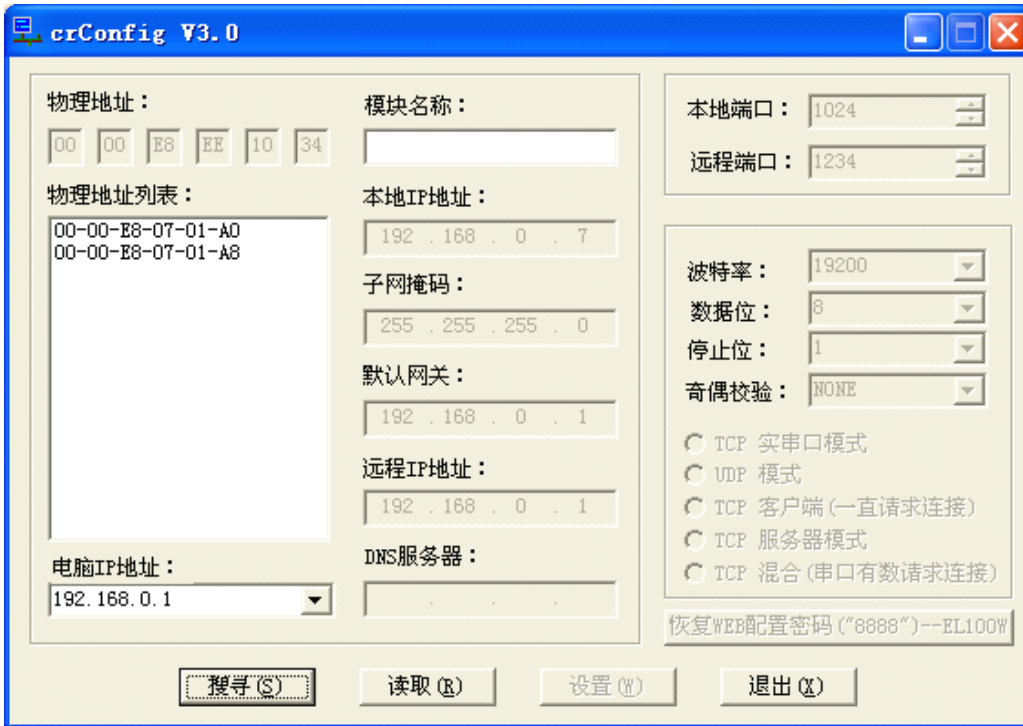 crConfig V3.0
物理地址：
00 00 E8 EE 10 34
物理地址列表：
00-00-E8-07-01-A0
00-00-E8-07-01-A8
电脑IP地址：
192.168.0.1
模块名称：
本地IP地址：
192 . 168 . 0 . 7
子网掩码：
255 . 255 . 255 . 0
默认网关：
192 . 168 . 0 . 1
远程IP地址：
192 . 168 . 0 . 1
DNS服务器：
. . .
本地端口： 1024
远程端口： 1234
波特率： 19200
数据位： 8
停止位： 1
奇偶校验： NONE
TCP 实串口模式
UDP 模式
TCP 客户端(一直请求连接)
TCP 服务器模式
TCP 混合(串口有数请求连接)
恢复WEB配置密码("8888")--EL100W
搜寻(S) 读取(R) 设置(W) 退出(X)